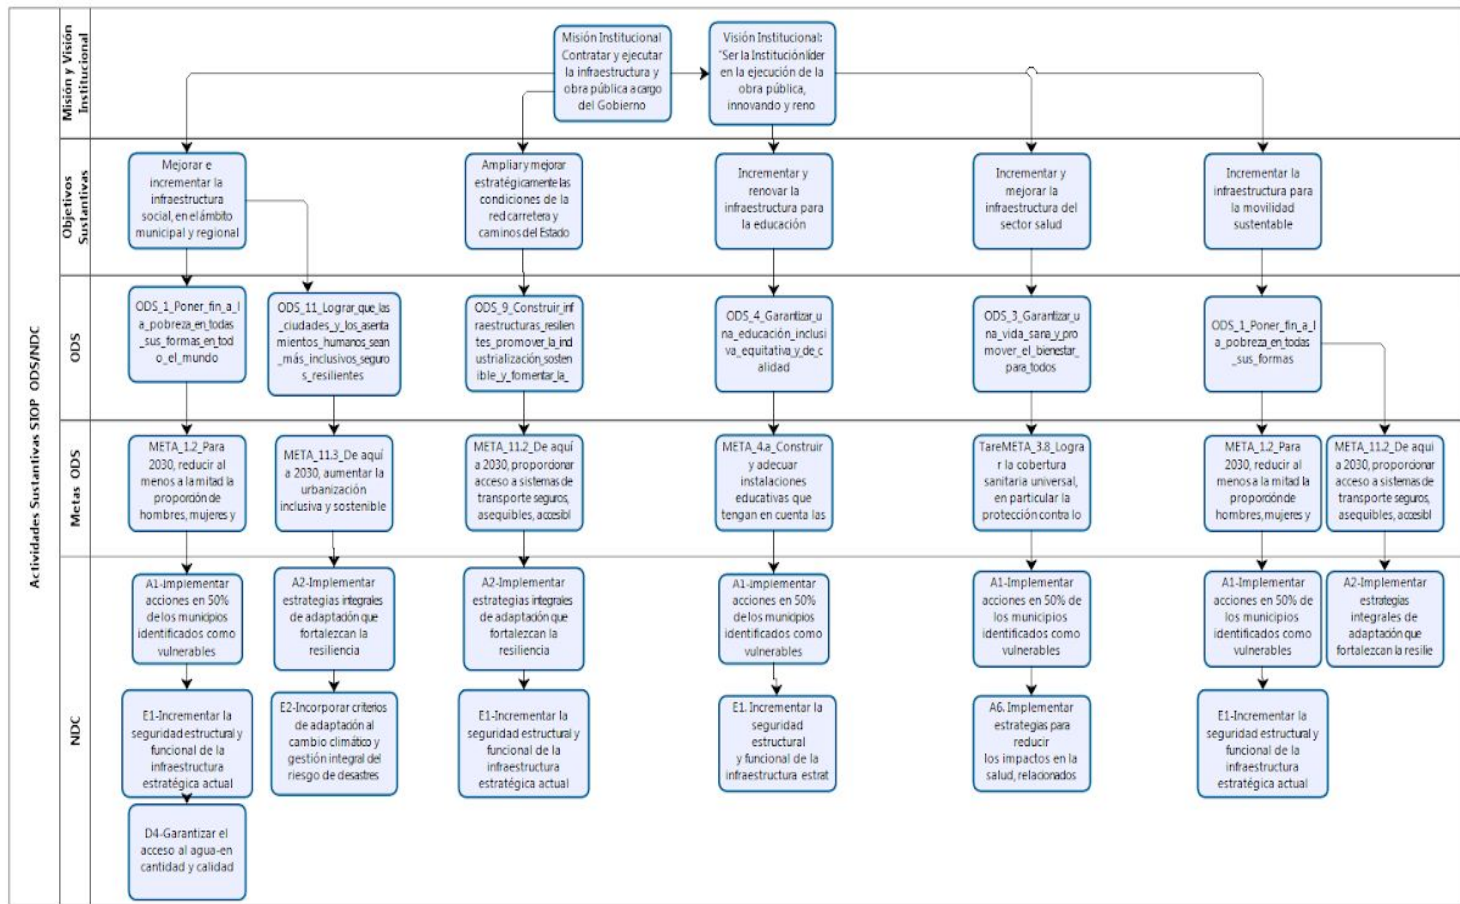 Actividades Sustantivas SIOP ODS/NDC
Misión y Visión
Institucional
Misión Institucional
Contratar y ejecutar
la infraestructura y
obra pública a cargo
del Gobierno
Visión Institucional:
"Ser la Institución líder
en la ejecución de la
obra pública,
innovando y reno
Objetivos
Sustantivas
Mejorar e
incrementar la
infraestructura
social, en el ámbito
municipal y regional
Ampliar y mejorar
estratégicamente las
condiciones de la
red carretera y
caminos del Estado
Incrementar y
renovar la
infraestructura para
la educación
Incrementar y
mejorar la
infraestructura del
sector salud
Incrementar la
infraestructura para
la movilidad
sustentable
ODS
ODS_1_Poner_fin_a_l
a_pobreza_en_todas
_sus_formas_en_tod
o_el_mundo
ODS_11_Lograr_que_las
_ciudades_y_los_asenta
mientos_humanos_sean
_más_inclusivos_seguro
s_resilientes
ODS_9_Construir_inf
raestructuras_resilien
tes_promover_la_ind
ustrialización_sosten
ible_y_fomentar_la_
ODS_4_Garantizar_u
na_educación_inclusi
va_equitativa_y_de_c
alidad
ODS_3_Garantizar_u
na_vida_sana_y_pro
mover_el_bienestar_
para_todos
ODS_1_Poner_fin_a_l
a_pobreza_en_todas
_sus_formas
Metas ODS
META_1.2_Para
2030, reducir al
menos a la mitad la
proporción de
hombres, mujeres y
META_11.3_De aquí
a 2030, aumentar la
urbanización
inclusiva y sostenible
META_11.2_De aquí
a 2030, proporcionar
acceso a sistemas de
transporte seguros,
asequibles, accesibl
META_4.a_Construir
y adecuar
instalaciones
educativas que
tengan en cuenta las
TareMETA_3.8_Logra
r la cobertura
sanitaria universal,
en particular la
protección contra lo
META_1.2_Para
2030, reducir al
menos a la mitad la
proporción de
hombres, mujeres y
META_11.2_De aqui
a 2030, proporcionar
acceso a sistemas de
transporte seguros,
asequibles, accesibl
NDC
A1-Implementar
acciones en 50%
de los municipios
identificados como
vulnerables
A2-Implementar
estrategias integrales
de adaptación que
fortalezcan la
resiliencia
A2-Implementar
estrategias integrales
de adaptación que
fortalezcan la
resiliencia
A1-Implementar
acciones en 50%
de los municipios
identificados como
vulnerables
A1-Implementar
acciones en 50% de
los municipios
identificados como
vulnerables
A1-Implementar
acciones en 50% de
los municipios
identificados como
vulnerables
A2-Implementar
estrategias
integrales de
adaptación que
fortalezcan la resilie
E1-Incrementar la
seguridad estructural y
funcional de la
infraestructura
estratégica actual
E2-Incorporar criterios
de adaptación al
cambio climático y
gestión integral del
riesgo de desastres
E1-Incrementar la
seguridad estructural y
funcional de la
infraestructura
estratégica actual
E1. Incrementar la
seguridad
estructural
y funcional de la
infraestructura estrat
A6. Implementar
estrategias para
reducir
los impactos en la
salud, relacionados
E1-Incrementar la
seguridad estructural y
funcional de la
infraestructura
estratégica actual
D4-Garantizar el
acceso al agua-en
cantidad y calidad